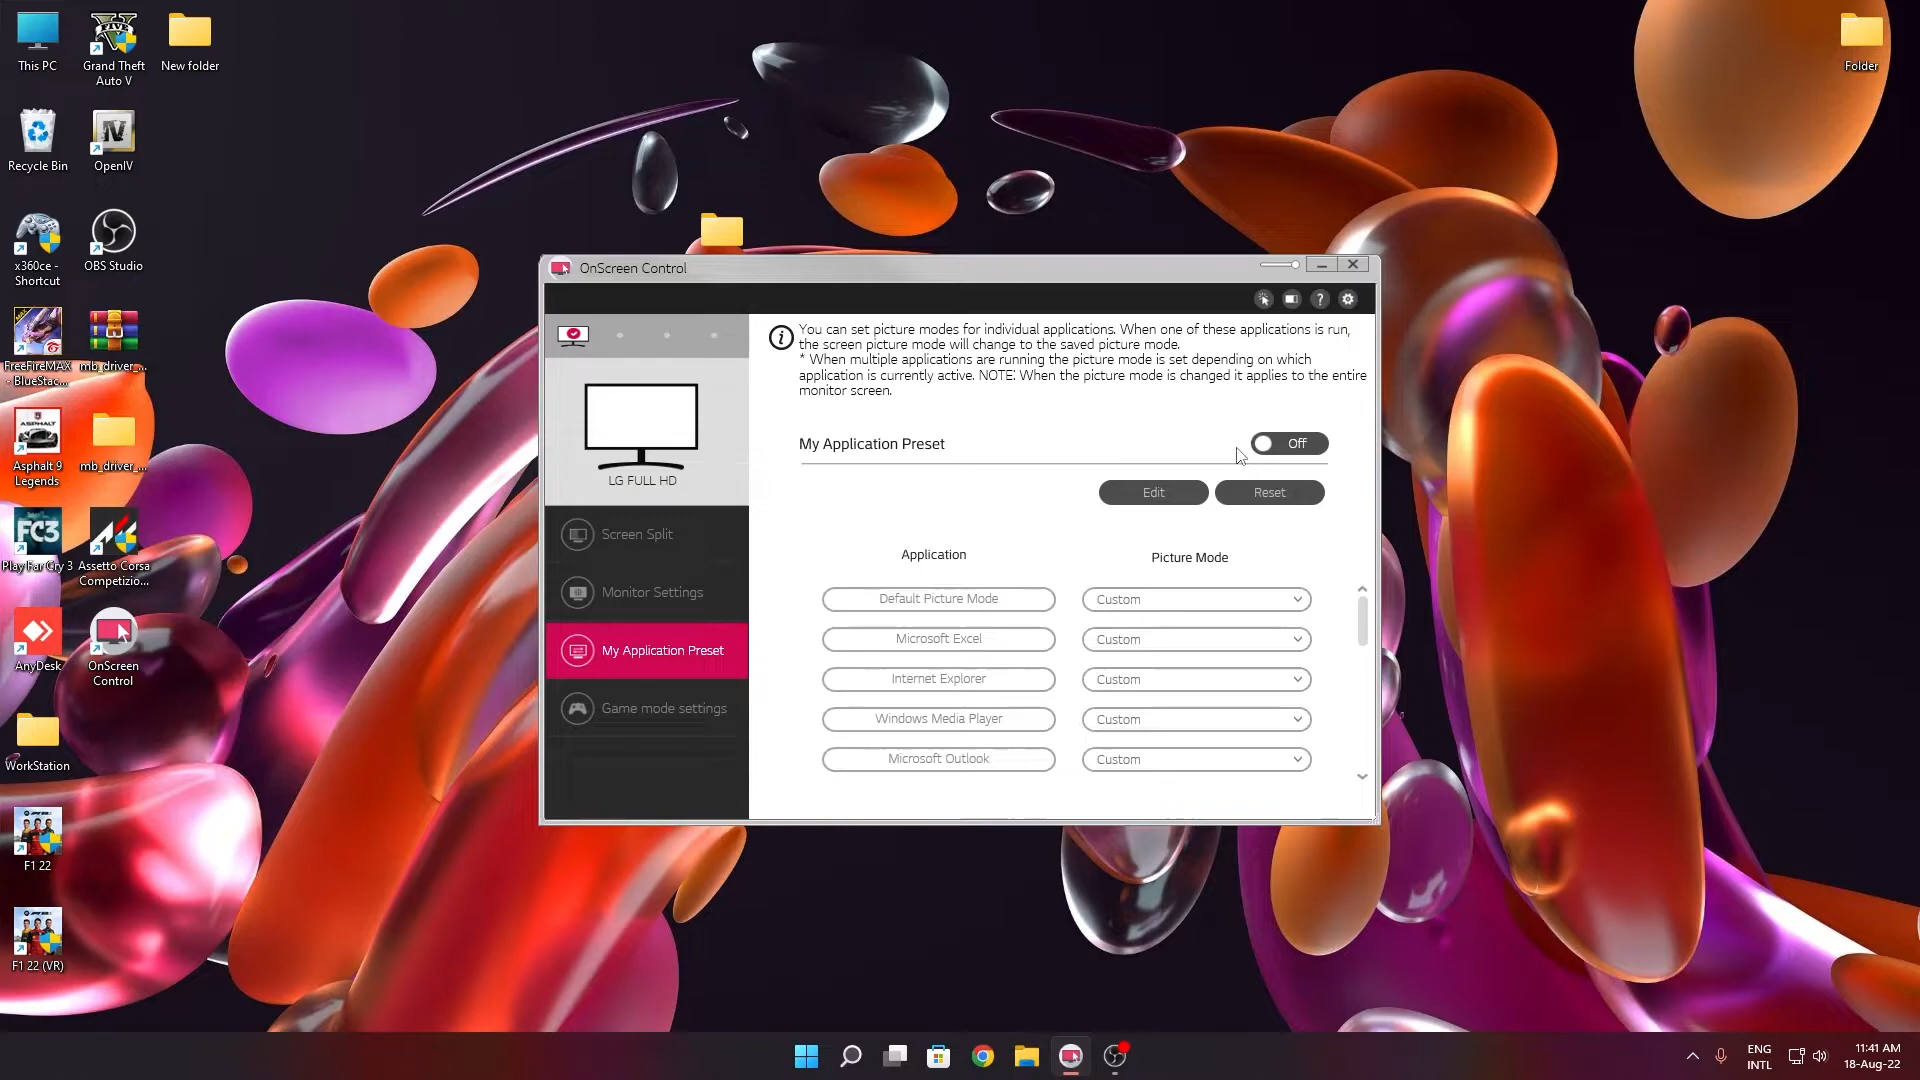 This PC
Grand Theft
Auto V
New folder
Folder
Recycle Bin
OpenIV
x360ce -
Shortcut
OBS Studio
FreeFireMAX
- BlueStac...
mb_driver_...
ASPHALT
Asphalt 9
Legends
mb_driver_...
FC3
Play Far Cry 3
Assetto Corsa
Competizio...
AnyDesk
OnScreen
Control
WorkStation
F1 22
F1 22 (VR)
OnScreen Control
You can set picture modes for individual applications. When one of these applications is run,
the screen picture mode will change to the saved picture mode.
* When multiple applications are running the picture mode is set depending on which
application is currently active. NOTE: When the picture mode is changed it applies to the entire
monitor screen.
LG FULL HD
Screen Split
Monitor Settings
My Application Preset
Game mode settings
My Application Preset
Off
Edit
Reset
Application
Picture Mode
Default Picture Mode
Custom
Microsoft Excel
Custom
Internet Explorer
Custom
Windows Media Player
Custom
Microsoft Outlook
Custom
ENG
INTL
11:41 AM
18-Aug-22